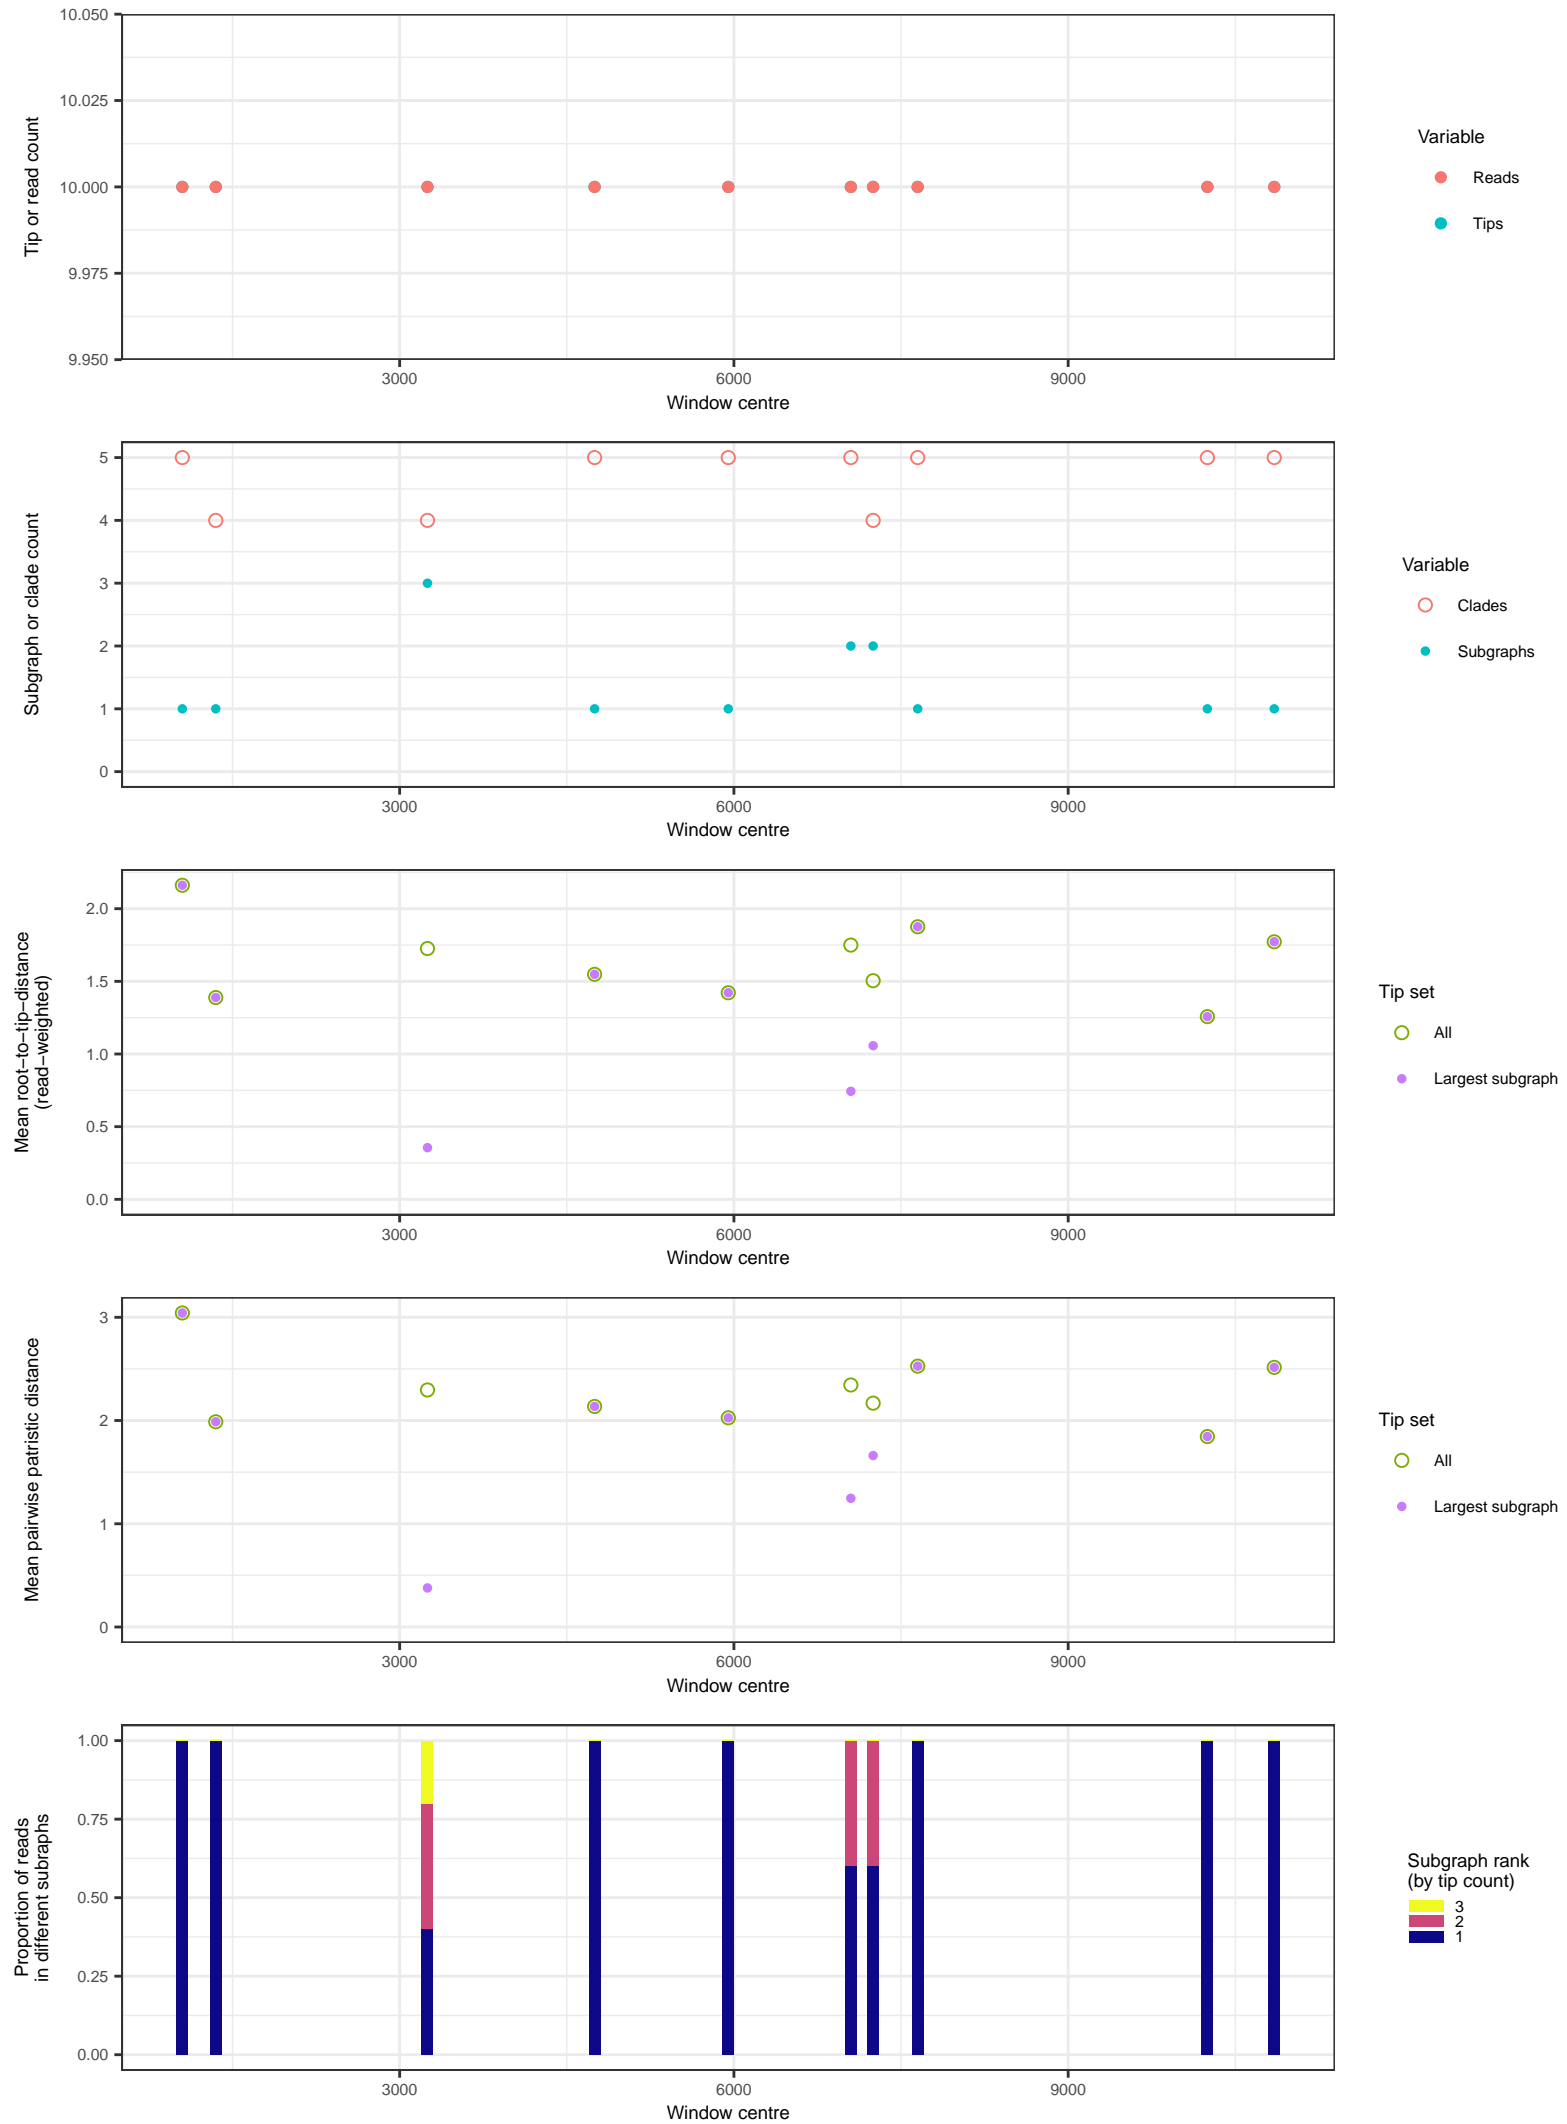 10.050
10.025
10.000
9.975
9.950
Tip or read count
3000
6000
9000
Window centre
Variable
Reads
Tips
5
4
3
2
1
0
Subgraph or clade count
3000
6000
9000
Window centre
Variable
Clades
Subgraphs
2.0
1.5
1.0
0.5
0.0
Mean root−to−tip−distance
(read−weighted)
3000
6000
9000
Window centre
Tip set
All
Largest subgraph
3
2
1
0
Mean pairwise patristic distance
3000
6000
9000
Window centre
Tip set
All
Largest subgraph
1.00
0.75
0.50
0.25
0.00
Proportion of reads
in different subraphs
3000
6000
9000
Window centre
Subgraph rank
(by tip count)
3
2
1